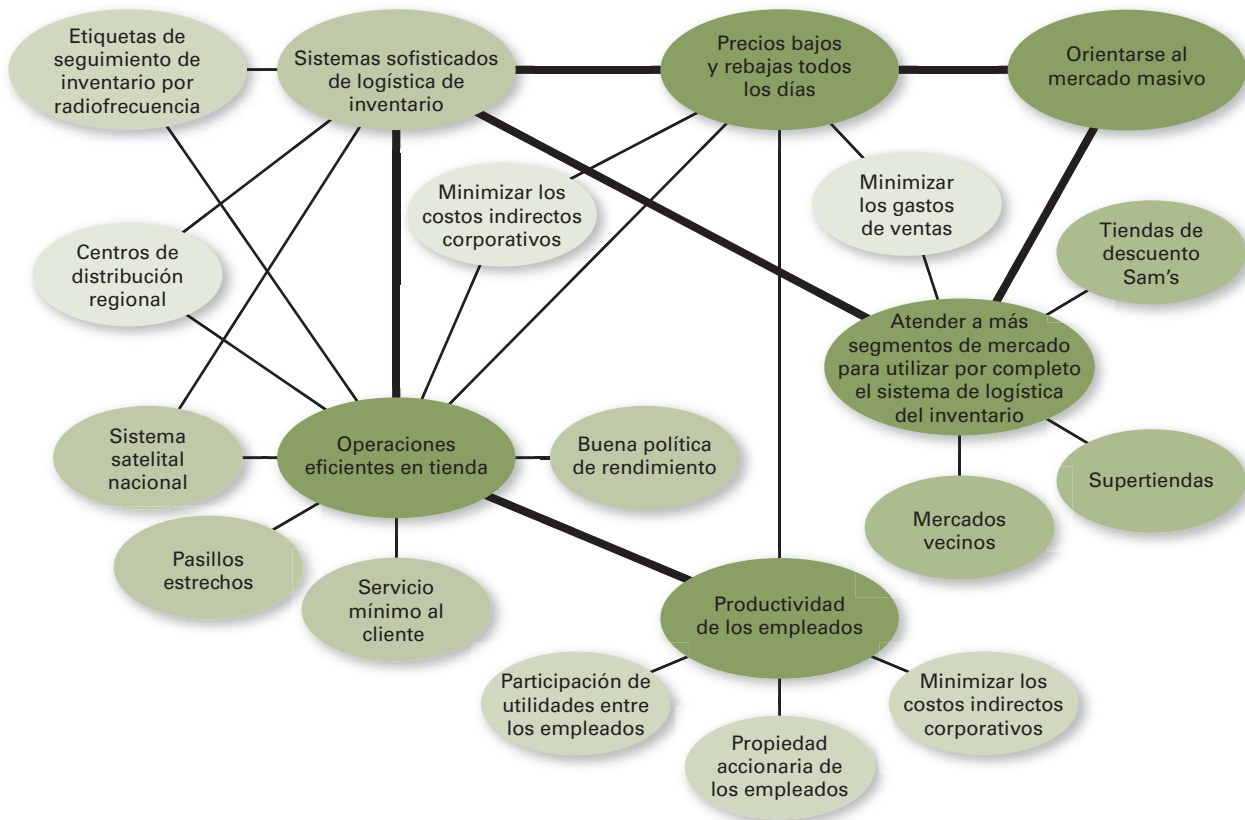 Etiquetas de
seguimiento de
inventario por
radiofrecuencia
Sistemas sofisticados
de logística de
inventario
Precios bajos
y rebajas todos
los días
Orientarse al
mercado masivo
Minimizar los
costos indirectos
corporativos
Minimizar
los gastos
de ventas
Centros de
distribución
regional
Tiendas de
descuento
Sam's
Atender a más
segmentos de mercado
para utilizar por completo
el sistema de logística
del inventario
Sistema
satelital
nacional
Operaciones
eficientes en tienda
Buena política
de rendimiento
Supertiendas
Mercados
vecinos
Pasillos
estrechos
Servicio
mínimo al
cliente
Productividad
de los empleados
Participación de
utilidades entre
los empleados
Propiedad
accionaria de
los empleados
Minimizar los
costos indirectos
corporativos